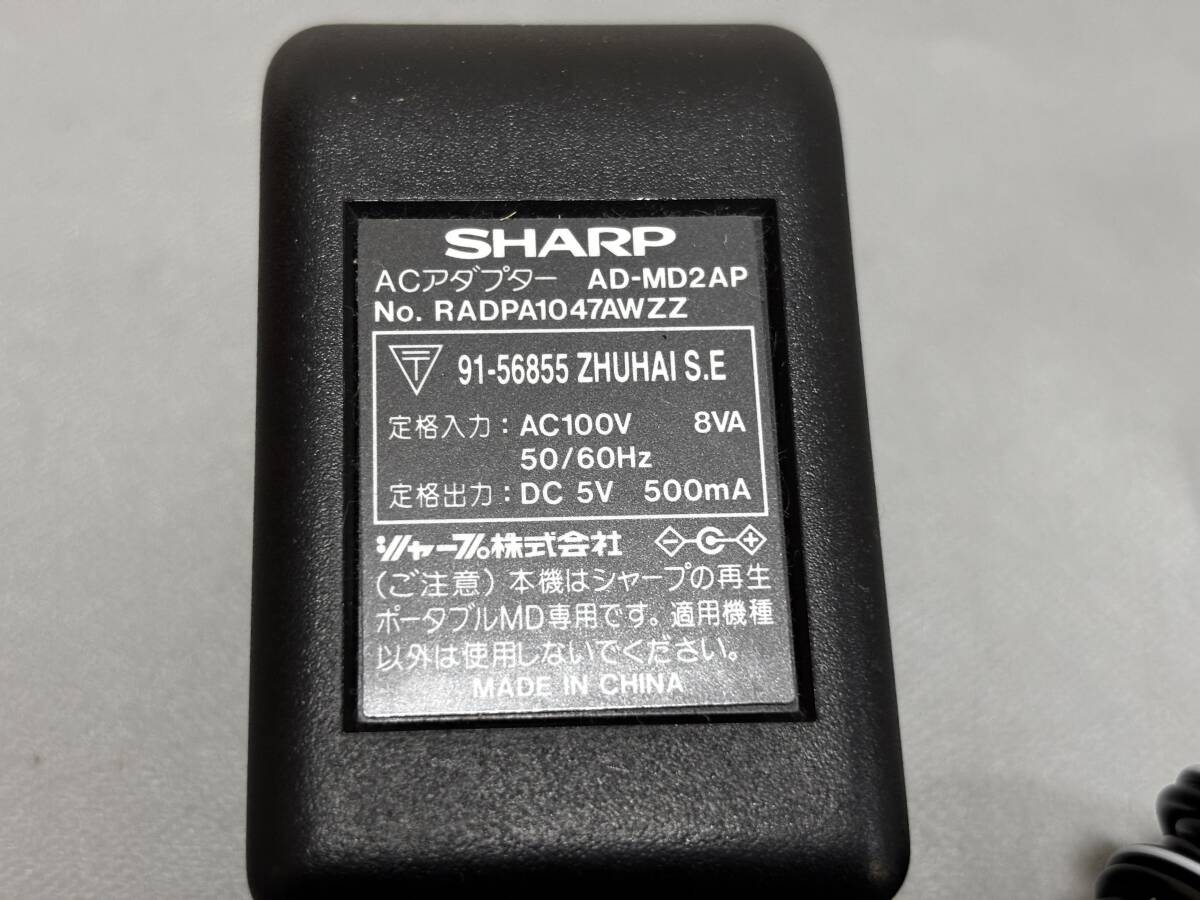 SHARP
ACアダプター AD-MD2AP
No. RADPA1047AWZZ
〒 91-56855 ZHUHAI S.E
定格入力：AC100V 8VA
50/60Hz
定格出力：DC 5V 500mA
シャープ株式会社
（ご注意）本機はシャープの再生
ポータブルMD専用です。適用機種
以外は使用しないでください。
MADE IN CHINA